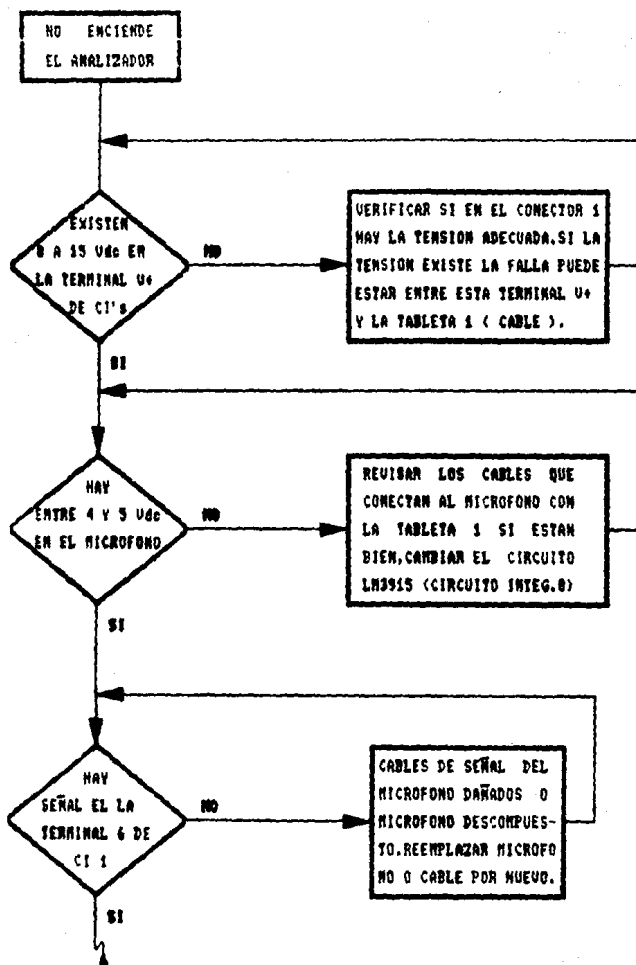 NO ENCIENDE
EL ANALIZADOR
EXISTEN
8 A 15 Vdc EN
LA TERMINAL V+
DE CI's
NO
VERIFICAR SI EN EL CONECTOR 1
HAY LA TENSION ADECUADA.SI LA
TENSION EXISTE LA FALLA PUEDE
ESTAR ENTRE ESTA TERMINAL V+
Y LA TABLETA 1 ( CABLE ).
SI
HAY
ENTRE 4 Y 5 Vdc
EN EL MICROFONO
NO
REVISAR LOS CABLES QUE
CONECTAN AL MICROFONO CON
LA TABLETA 1 SI ESTAN
BIEN,CAMBIAR EL CIRCUITO
LM3915 (CIRCUITO INTEG.8)
SI
HAY
SEÑAL EL LA
TERMINAL 6 DE
CI 1
NO
CABLES DE SEÑAL DEL
MICROFONO DAÑADOS O
MICROFONO DESCOMPUES-
TO.REEMPLAZAR MICROFO
NO O CABLE POR NUEVO.
SI